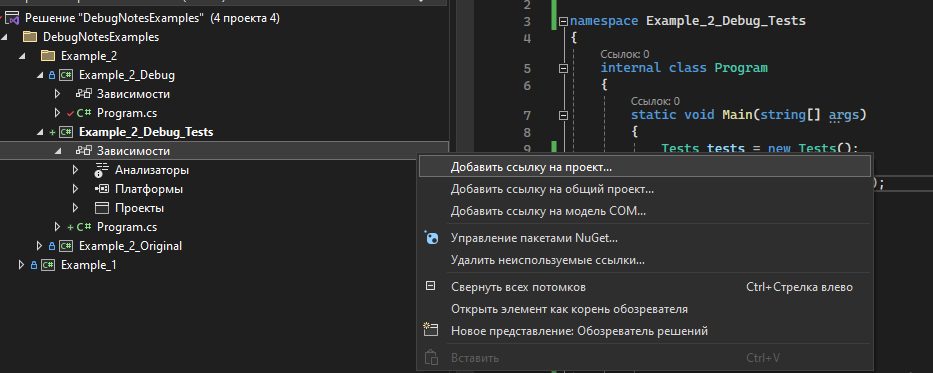 Решение "DebugNotesExamples" (4 проекта 4)
DebugNotesExamples
Example_2
C# Example_2_Debug
Зависимости
C# Program.cs
C# Example_2_Debug_Tests
Зависимости
Анализаторы
Платформы
Проекты
C# Program.cs
C# Example_2_Original
C# Example_1
2
3 namespace Example_2_Debug_Tests
4 {
Ссылок: 0
5 internal class Program
6 {
Ссылок: 0
7 static void Main(string[] args)
8 {
9 Tests tests = new Tests();
);
Добавить ссылку на проект...
Добавить ссылку на общий проект...
Добавить ссылку на модель COM...
Управление пакетами NuGet...
Удалить неиспользуемые ссылки...
Свернуть всех потомков Ctrl+Стрелка влево
Открыть элемент как корень обозревателя
Новое представление: Обозреватель решений
Вставить Ctrl+V